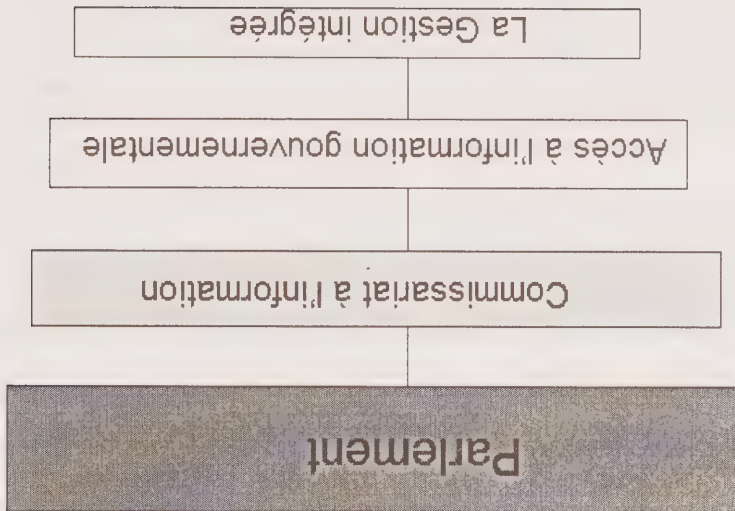 Parlement
Commissariat à l'information
Accès à l'information gouvernementale
La Gestion intégrée